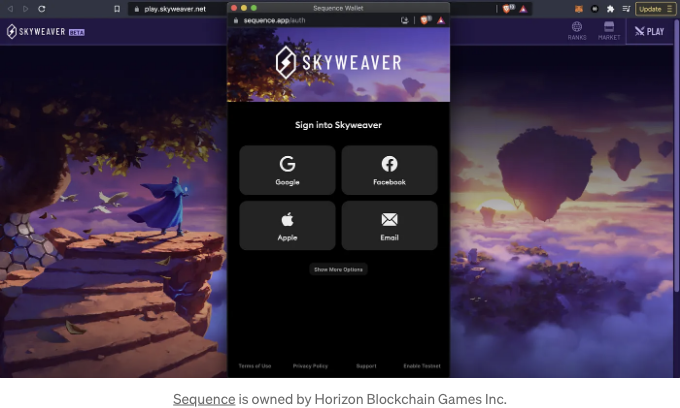 Sequence Wallet
play.skyweaver.net
sequence.app/auth
Update
SKYWEAVER BETA
RANKS
MARKET
PLAY
SKYWEAVER
Sign into Skyweaver
Google
Facebook
Apple
Email
Show More Options
Terms of Use
Privacy Policy
Support
Enable Testnet
Sequence is owned by Horizon Blockchain Games Inc.